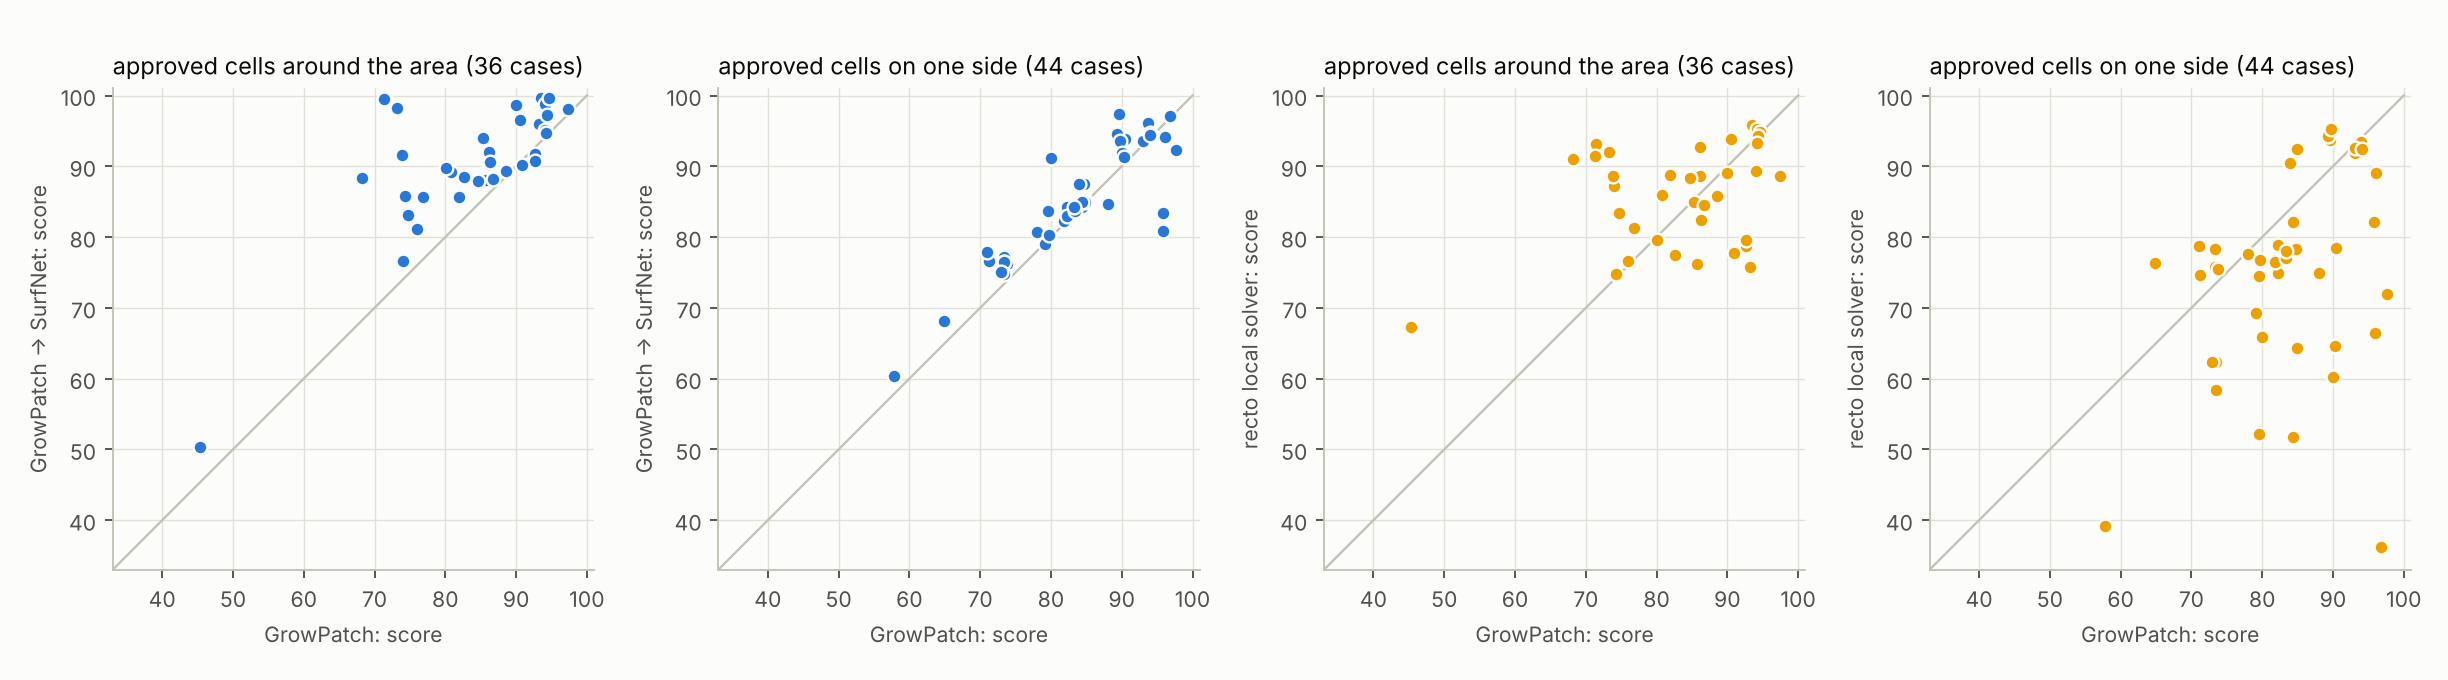 approved cells around the area (36 cases)
GrowPatch → SurfNet: score
100
90
80
70
60
50
40
40 50 60 70 80 90 100
GrowPatch: score
approved cells on one side (44 cases)
GrowPatch → SurfNet: score
100
90
80
70
60
50
40
40 50 60 70 80 90 100
GrowPatch: score
approved cells around the area (36 cases)
recto local solver: score
100
90
80
70
60
50
40
40 50 60 70 80 90 100
GrowPatch: score
approved cells on one side (44 cases)
recto local solver: score
100
90
80
70
60
50
40
40 50 60 70 80 90 100
GrowPatch: score